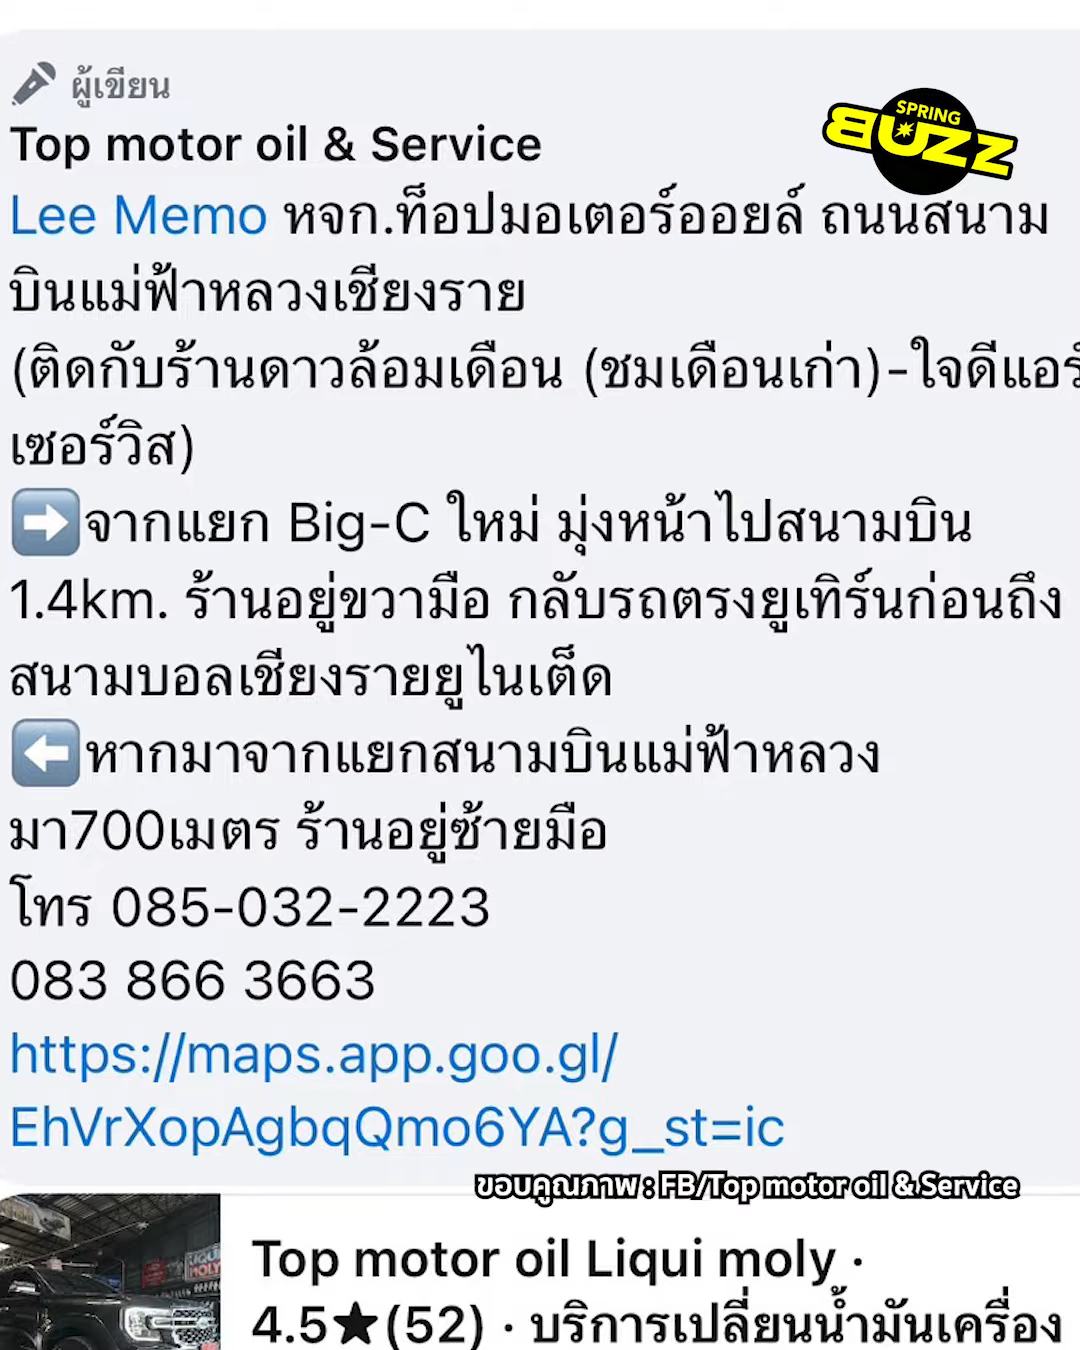 ผู้เขียน
SPRING
BUZZ
Top motor oil & Service
Lee Memo หจก.ท็อปมอเตอร์ออยล์ ถนนสนาม
บินแม่ฟ้าหลวงเชียงราย
(ติดกับร้านดาวล้อมเดือน (ชมเดือนเก่า)-ใจดีแอร์
เซอร์วิส)
➡️จากแยก Big-C ใหม่ มุ่งหน้าไปสนามบิน
1.4km. ร้านอยู่ขวามือ กลับรถตรงยูเทิร์นก่อนถึง
สนามบอลเชียงรายยูไนเต็ด
⬅️หากมาจากแยกสนามบินแม่ฟ้าหลวง
มา700เมตร ร้านอยู่ซ้ายมือ
โทร 085-032-2223
083 866 3663
https://maps.app.goo.gl/
EhVrXopAgbqQmo6YA?g_st=ic
ขอบคูณภาพ : FB/Top motor oil & Service
Top motor oil Liqui moly ·
4.5★(52) · บริการเปลี่ยนน้ำมันเครื่อง
LIQUI
MOLY